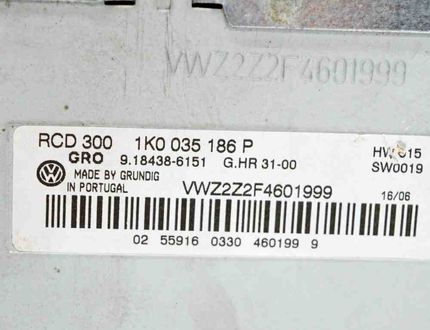 VWZ2Z2F4601999
RCD 300 1K0 035 186 P
GRO 9.18438-6151 G.HR 31-00
MADE BY GRUNDIG
IN PORTUGAL
VWZ2Z2F4601999
SW0019
16/06
02 55916 0330 460199 9